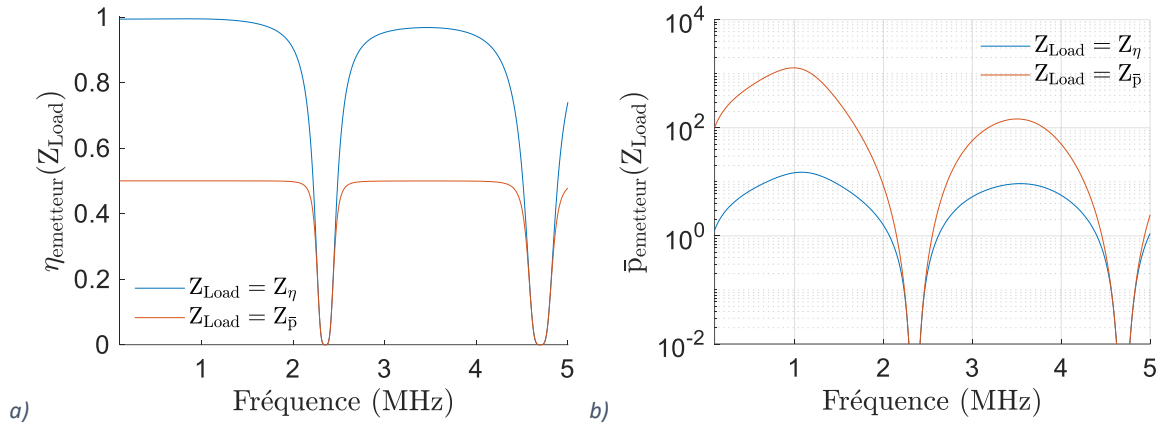 η_emetteur(Z_Load)
1
0.8
0.6
0.4
0.2
0
Z_Load = Z_η
Z_Load = Z_p̄
1
2
3
4
5
Fréquence (MHz)
a)
p̄_emetteur(Z_Load)
10^4
10^2
10^0
10^-2
Z_Load = Z_η
Z_Load = Z_p̄
1
2
3
4
5
Fréquence (MHz)
b)